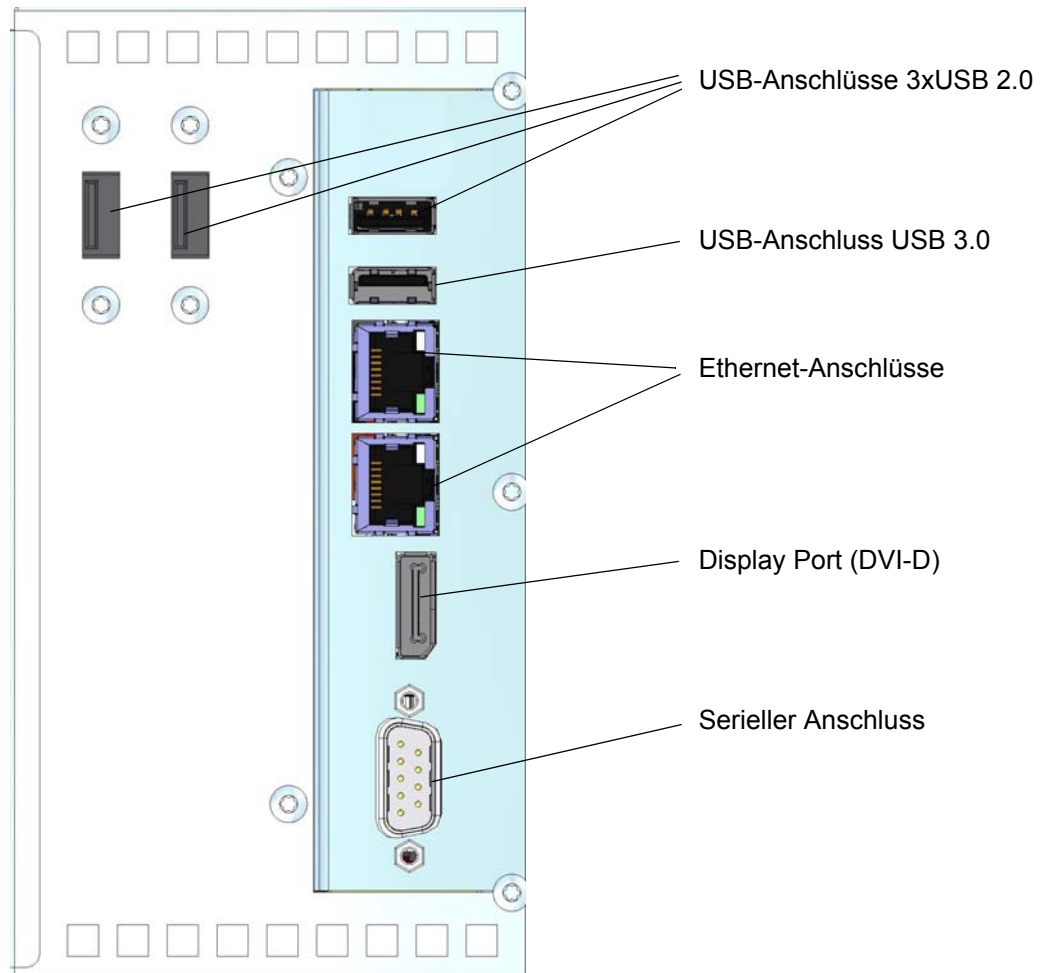 USB-Anschlüsse 3xUSB 2.0
USB-Anschluss USB 3.0
Ethernet-Anschlüsse
Display Port (DVI-D)
Serieller Anschluss